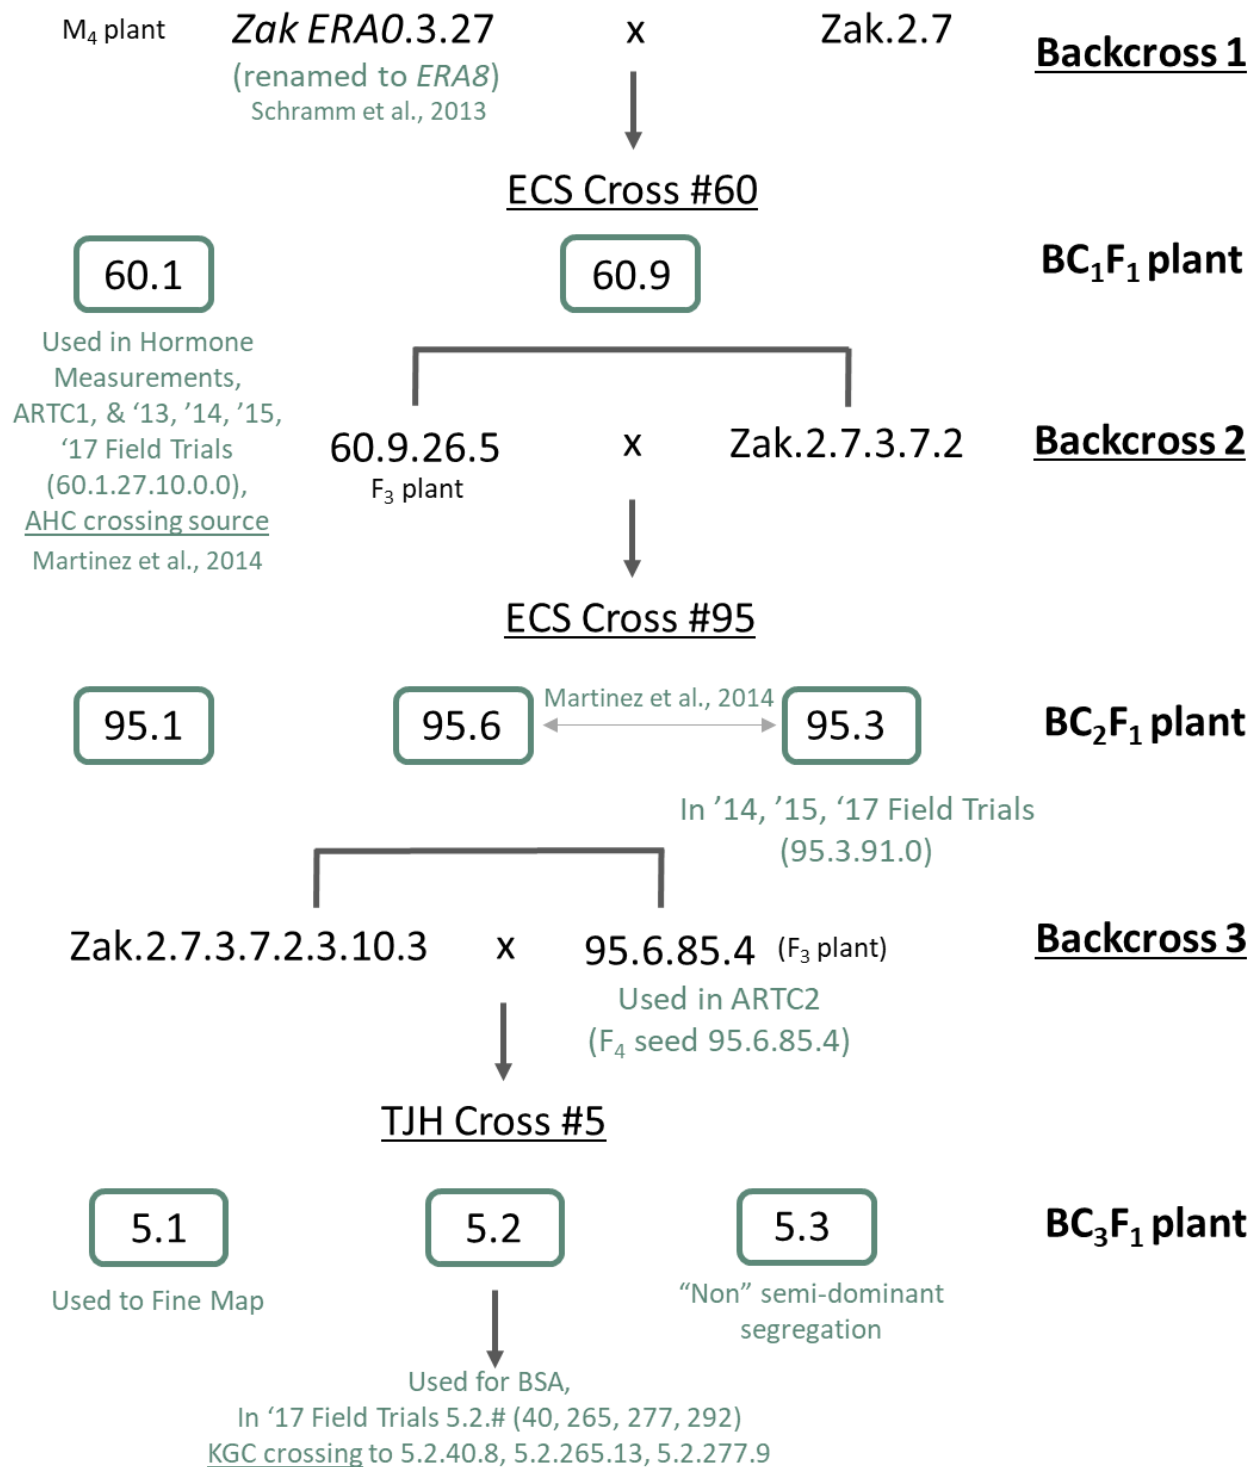 M4 plant
Zak ERA0.3.27 x Zak.2.7
Backcross 1
(renamed to ERA8)
Schramm et al., 2013
ECS Cross #60
60.1
60.9
BC1F1 plant
Used in Hormone
Measurements,
ARTC1, & ‘13, ’14, ’15,
‘17 Field Trials
(60.1.27.10.0.0),
AHC crossing source
Martinez et al., 2014
60.9.26.5 x Zak.2.7.3.7.2
F3 plant
Backcross 2
ECS Cross #95
95.1
95.6
Martinez et al., 2014
95.3
BC2F1 plant
In ’14, ’15, ‘17 Field Trials
(95.3.91.0)
Zak.2.7.3.7.2.3.10.3 x 95.6.85.4 (F3 plant)
Backcross 3
Used in ARTC2
(F4 seed 95.6.85.4)
TJH Cross #5
5.1
5.2
5.3
BC3F1 plant
Used to Fine Map
“Non” semi-dominant
segregation
Used for BSA,
In ‘17 Field Trials 5.2.# (40, 265, 277, 292)
KGC crossing to 5.2.40.8, 5.2.265.13, 5.2.277.9